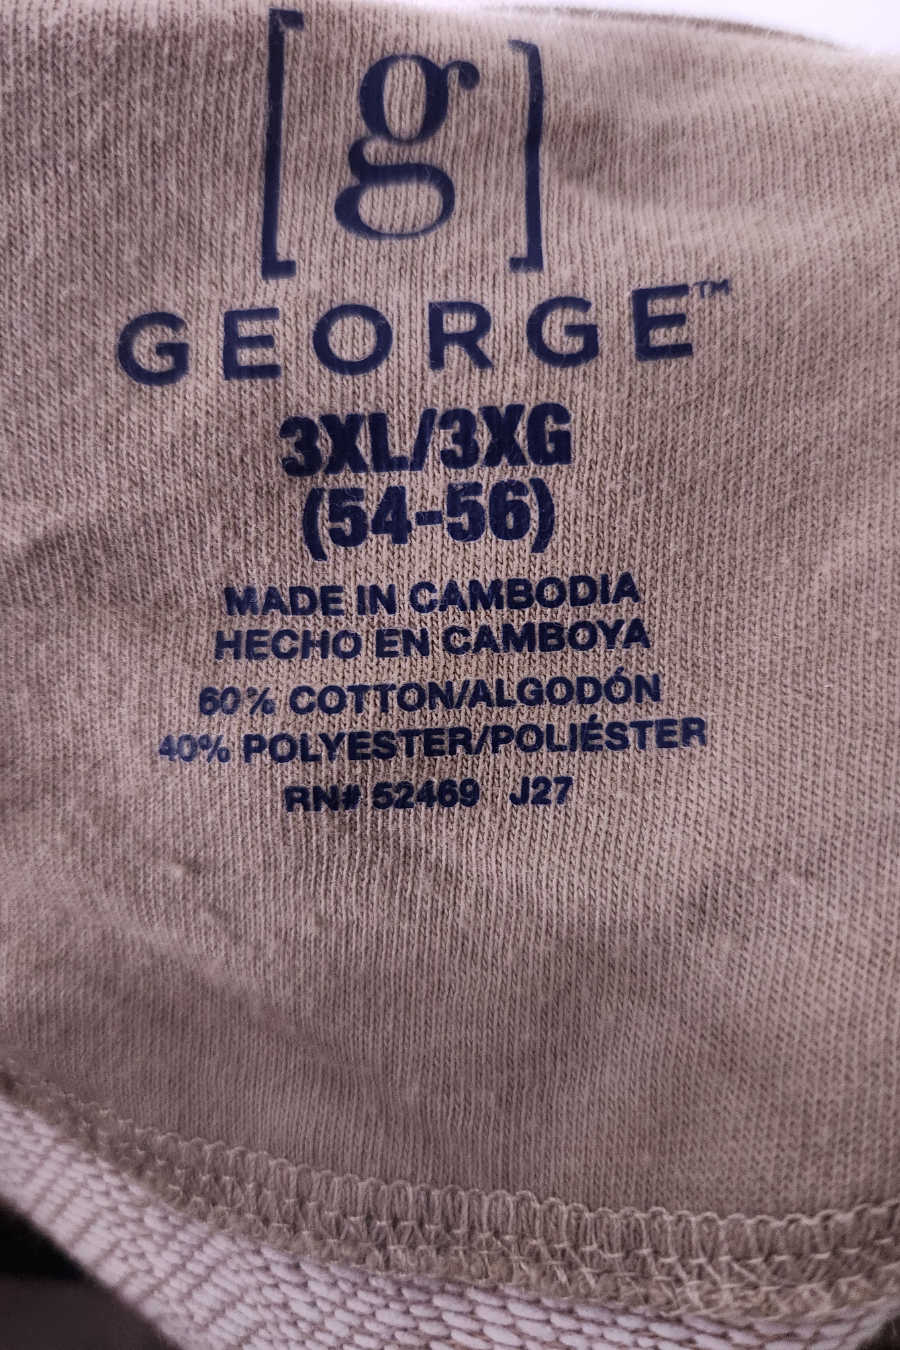 [g]
GEORGE™
3XL/3XG
(54-56)
MADE IN CAMBODIA
HECHO EN CAMBOYA
60% COTTON/ALGODÓN
40% POLYESTER/POLIÉSTER
RN# 52469 J27